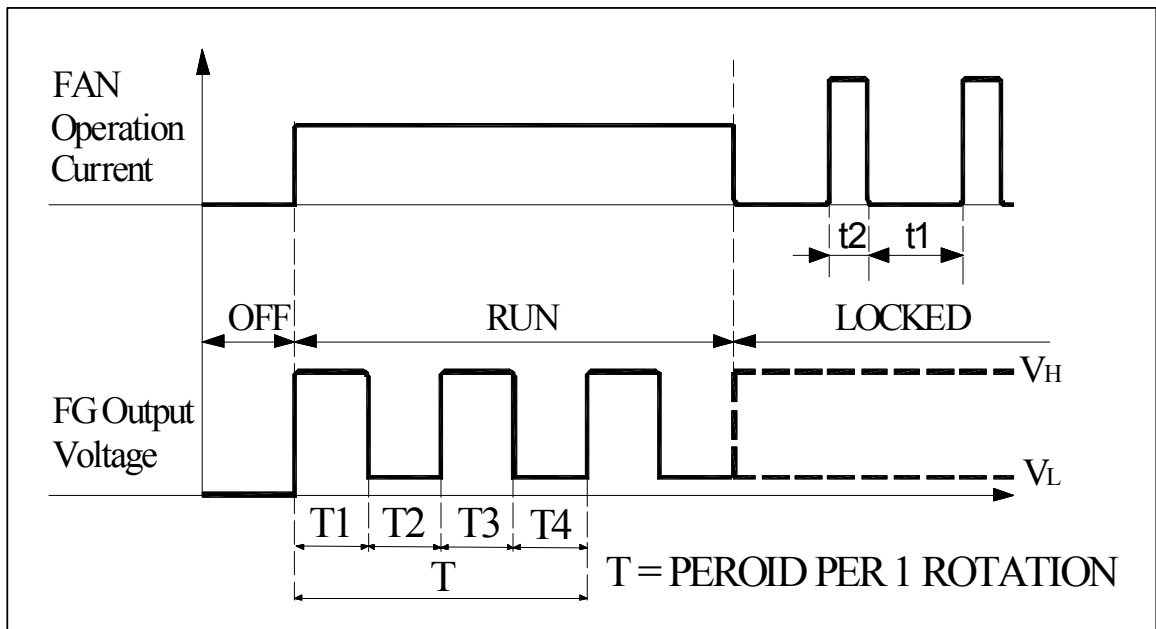 FAN
Operation
Current
t2
t1
OFF
RUN
LOCKED
VH
FG Output
Voltage
VL
T1
T2
T3
T4
T
T = PEROID PER 1 ROTATION